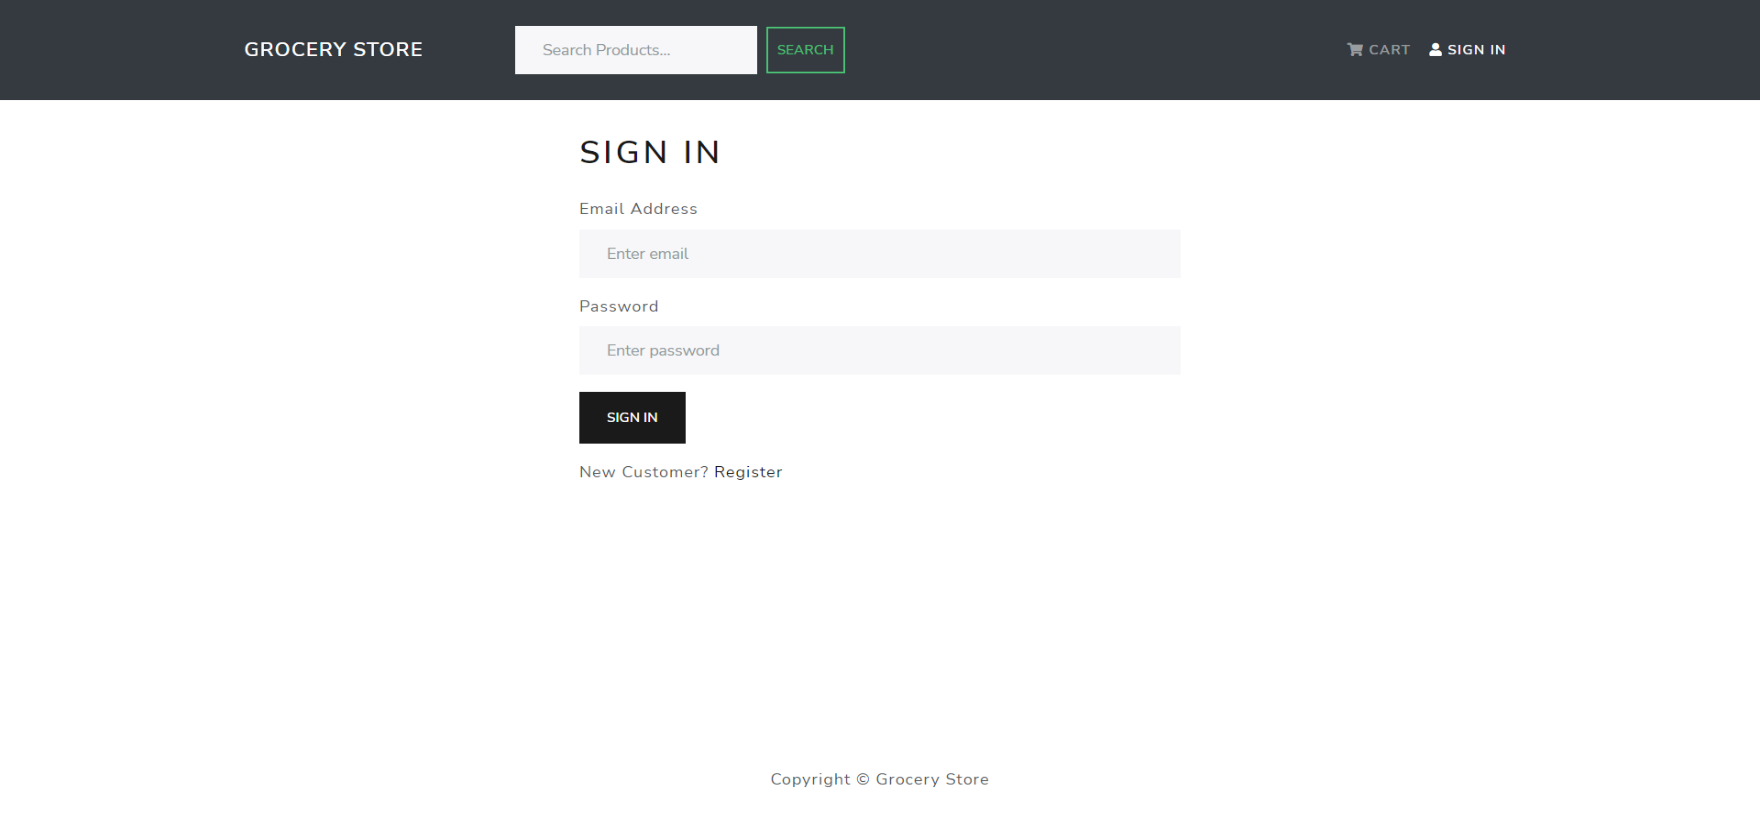 GROCERY STORE
Search Products...
SEARCH
CART
SIGN IN
SIGN IN
Email Address
Enter email
Password
Enter password
SIGN IN
New Customer? Register
Copyright © Grocery Store